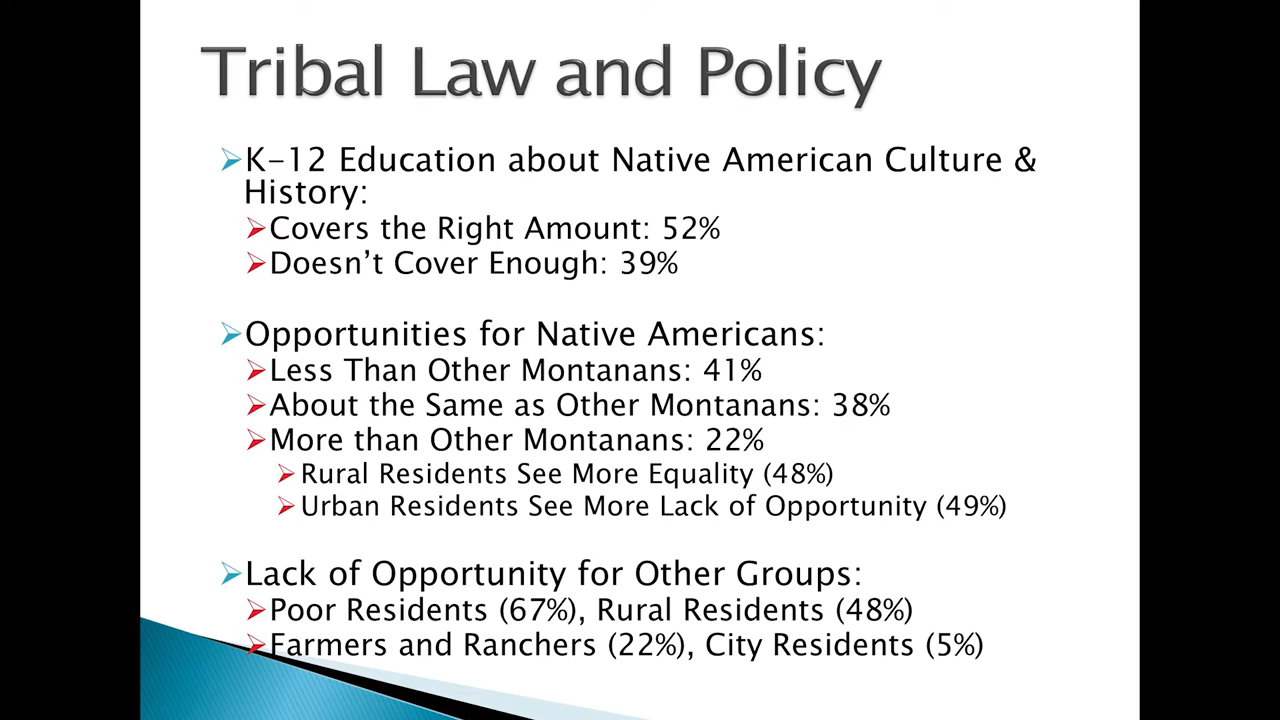 Tribal Law and Policy
K-12 Education about Native American Culture &
History:
Covers the Right Amount: 52%
Doesn’t Cover Enough: 39%
Opportunities for Native Americans:
Less Than Other Montanans: 41%
About the Same as Other Montanans: 38%
More than Other Montanans: 22%
Rural Residents See More Equality (48%)
Urban Residents See More Lack of Opportunity (49%)
Lack of Opportunity for Other Groups:
Poor Residents (67%), Rural Residents (48%)
Farmers and Ranchers (22%), City Residents (5%)